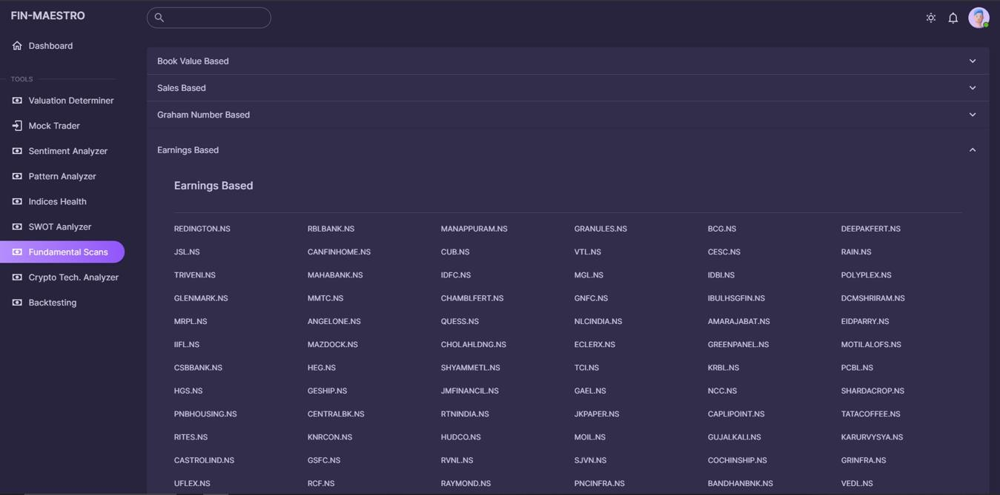 FIN-MAESTRO
Dashboard
TOOLS
Valuation Determiner
Mock Trader
Sentiment Analyzer
Pattern Analyzer
Indices Health
SWOT Aanlyzer
Fundamental Scans
Crypto Tech. Analyzer
Backtesting
Book Value Based
Sales Based
Graham Number Based
Earnings Based
Earnings Based
REDINGTON.NS RBLBANK.NS MANAPPURAM.NS GRANULES.NS BCG.NS DEEPAKFERT.NS
JSL.NS CANFINHOME.NS CUB.NS VTL.NS CESC.NS RAIN.NS
TRIVENI.NS MAHABANK.NS IDFC.NS MGL.NS IDBI.NS POLYPLEX.NS
GLENMARK.NS MMTC.NS CHAMBLFERT.NS GNFC.NS IBULHSGFIN.NS DCMSHRIRAM.NS
MRPL.NS ANGELONE.NS QUESS.NS NLCINDIA.NS AMARAJABAT.NS EIDPARRY.NS
IIFL.NS MAZDOCK.NS CHOLAHLDNG.NS ECLERX.NS GREENPANEL.NS MOTILALOFS.NS
CSBBANK.NS HEG.NS SHYAMMETL.NS TCI.NS KRBL.NS PCBL.NS
HGS.NS GESHIP.NS JMFINANCIL.NS GAEL.NS NCC.NS SHARDACROP.NS
PNBHOUSING.NS CENTRALBK.NS RTNINDIA.NS JKPAPER.NS CAPLIPOINT.NS TATACOFFEE.NS
RITES.NS KNRCON.NS HUDCO.NS MOIL.NS GUJALKALI.NS KARURVYSYA.NS
CASTROLIND.NS GSFC.NS RVNL.NS SJVN.NS COCHINSHIP.NS GRINFRA.NS
UFLEX.NS RCF.NS RAYMOND.NS PNCINFRA.NS BANDHANBNK.NS VEDL.NS